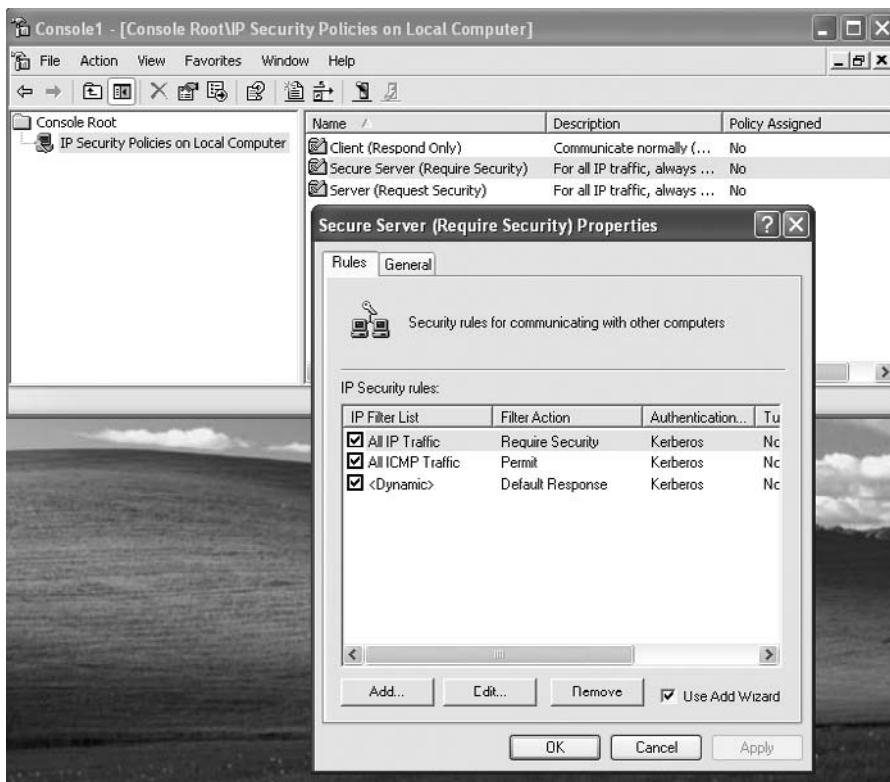 Console1 - [Console Root\IP Security Policies on Local Computer]
File Action View Favorites Window Help
Console Root
IP Security Policies on Local Computer
Name Description Policy Assigned
Client (Respond Only) Communicate normally (... No
Secure Server (Require Security) For all IP traffic, always ... No
Server (Request Security) For all IP traffic, always ... No
Secure Server (Require Security) Properties
Rules General
Security rules for communicating with other computers
IP Security rules:
IP Filter List Filter Action Authentication... Tu
All IP Traffic Require Security Kerberos Nc
All ICMP Traffic Permit Kerberos Nc
<Dynamic> Default Response Kerberos Nc
Add... Edit... Remove Use Add Wizard
OK Cancel Apply